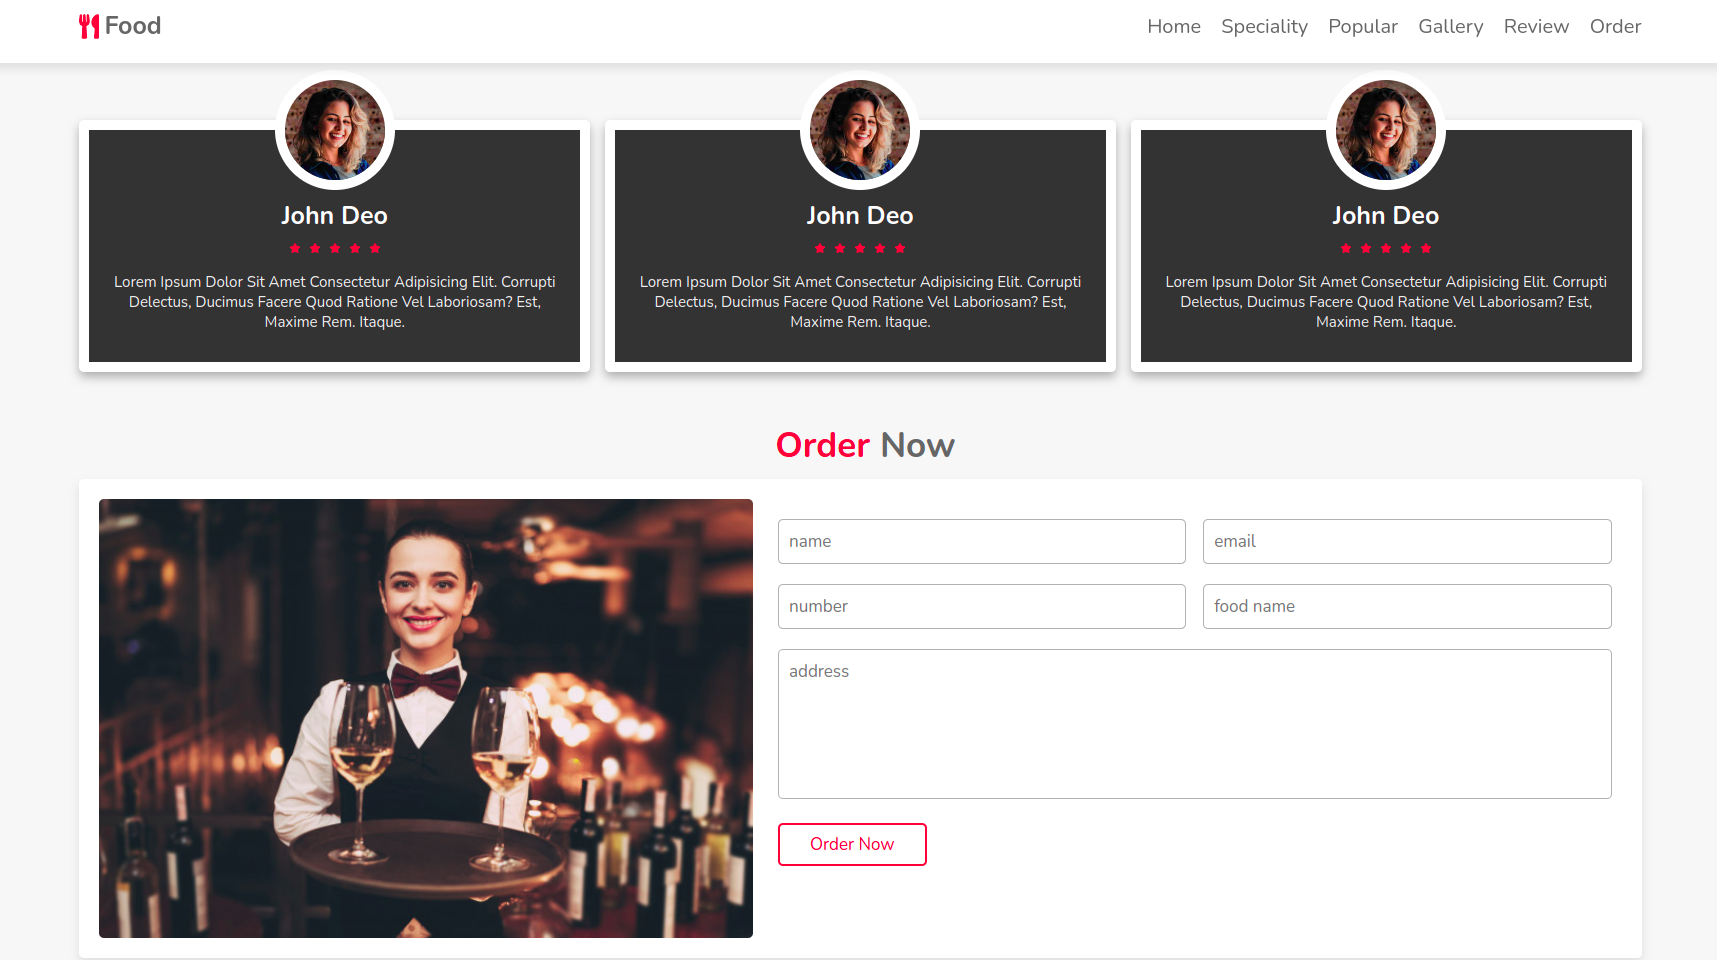 Food
Home Speciality Popular Gallery Review Order
John Deo
Lorem Ipsum Dolor Sit Amet Consectetur Adipisicing Elit. Corrupti
Delectus, Ducimus Facere Quod Ratione Vel Laboriosam? Est,
Maxime Rem. Itaque.
John Deo
Lorem Ipsum Dolor Sit Amet Consectetur Adipisicing Elit. Corrupti
Delectus, Ducimus Facere Quod Ratione Vel Laboriosam? Est,
Maxime Rem. Itaque.
John Deo
Lorem Ipsum Dolor Sit Amet Consectetur Adipisicing Elit. Corrupti
Delectus, Ducimus Facere Quod Ratione Vel Laboriosam? Est,
Maxime Rem. Itaque.
Order Now
name
email
number
food name
address
Order Now